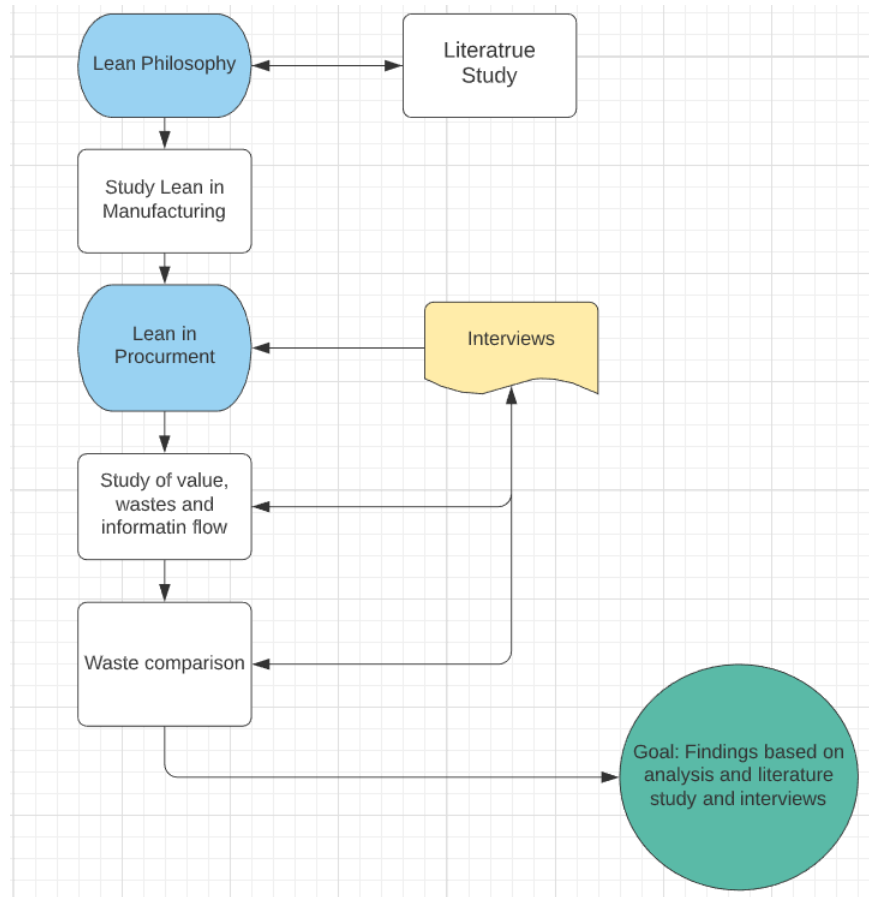 Lean Philosophy
Literatrue
Study
Study Lean in
Manufacturing
Lean in
Procurment
Interviews
Study of value,
wastes and
informatin flow
Waste comparison
Goal: Findings based on
analysis and literature
study and interviews